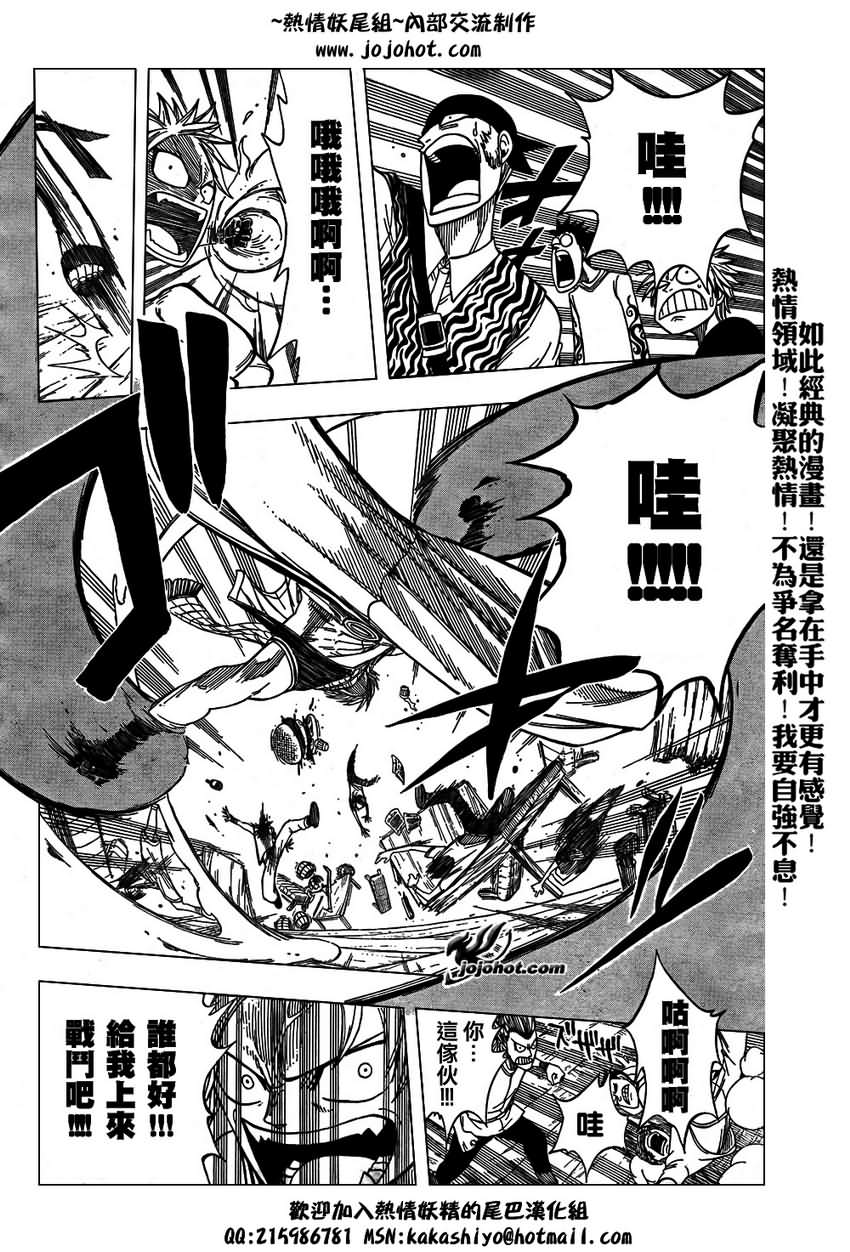 ~熱情妖尾組~內部交流制作
www.jojohot.com
哇!!!!
哦哦哦啊啊…
哇!!!!!
如此經典的漫畫！還是拿在手中才更有感覺！
熱情領域！凝聚熱情！不為爭名奪利！我要自強不息！
jojohot.com
咕啊啊啊
哇
你…
這傢伙!!!
誰都好!!!
給我上來
戰鬥吧!!!!
歡迎加入熱情妖精的尾巴漢化組
QQ:215986781 MSN:kakashiyo@hotmail.com